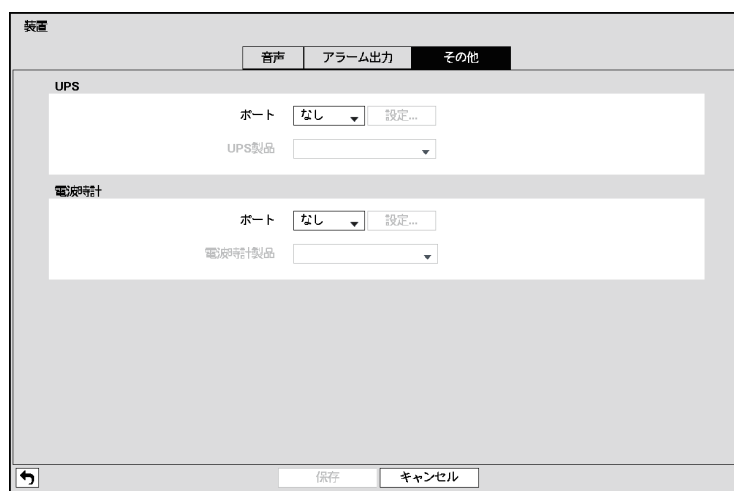 装置
音声 アラーム出力 その他
UPS
ポート なし 設定...
UPS製品
電波時計
ポート なし 設定...
電波時計製品
保存 キャンセル